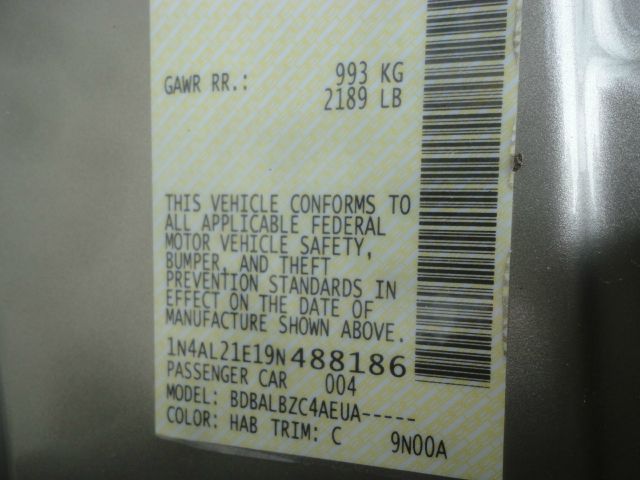 GAWR RR.: 993 KG
2189 LB
THIS VEHICLE CONFORMS TO
ALL APPLICABLE FEDERAL
MOTOR VEHICLE SAFETY,
BUMPER, AND THEFT
PREVENTION STANDARDS IN
EFFECT ON THE DATE OF
MANUFACTURE SHOWN ABOVE.
1N4AL21E19N488186
PASSENGER CAR 004
MODEL: BDBALBZC4AEUA-----
COLOR: HAB TRIM: C 9N00A